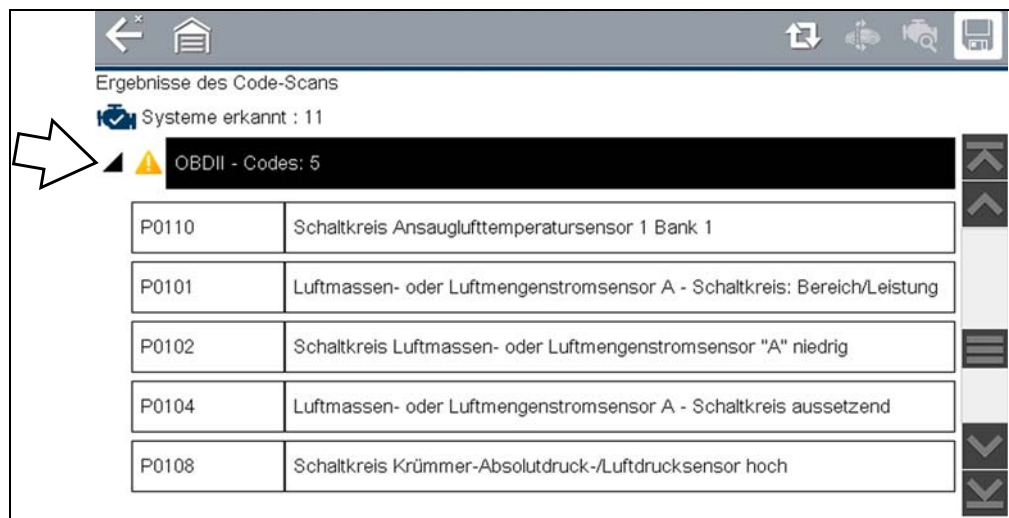 Ergebnisse des Code-Scans
Systeme erkannt : 11
OBDII - Codes: 5
P0110 Schaltkreis Ansauglufttemperatursensor 1 Bank 1
P0101 Luftmassen- oder Luftmengenstromsensor A - Schaltkreis: Bereich/Leistung
P0102 Schaltkreis Luftmassen- oder Luftmengenstromsensor "A" niedrig
P0104 Luftmassen- oder Luftmengenstromsensor A - Schaltkreis aussetzend
P0108 Schaltkreis Krümmer-Absolutdruck-/Luftdrucksensor hoch